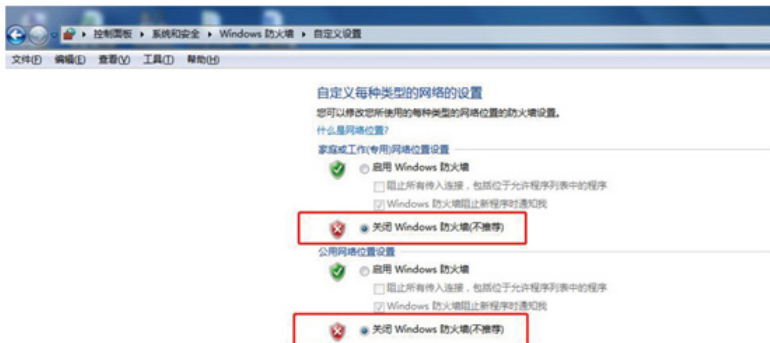 控制面板 ▸ 系统和安全 ▸ Windows 防火墙 ▸ 自定义设置
文件(F) 编辑(E) 查看(V) 工具(T) 帮助(H)
自定义每种类型的网络的设置
您可以修改您所使用的每种类型的网络位置的防火墙设置。
什么是网络位置?
家庭或工作(专用)网络位置设置
启用 Windows 防火墙
阻止所有传入连接，包括位于允许程序列表中的程序
Windows 防火墙阻止新程序时通知我
关闭 Windows 防火墙(不推荐)
公用网络位置设置
启用 Windows 防火墙
阻止所有传入连接，包括位于允许程序列表中的程序
Windows 防火墙阻止新程序时通知我
关闭 Windows 防火墙(不推荐)